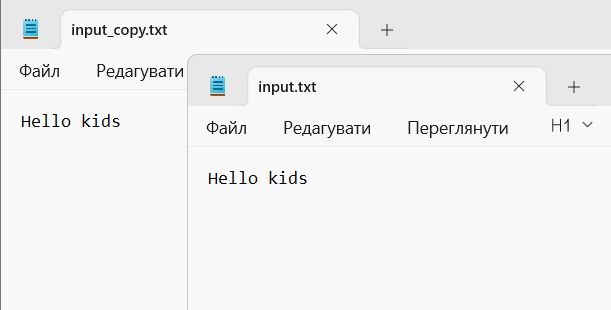 input_copy.txt
Файл Редагувати
Hello kids
input.txt
Файл Редагувати Переглянути H1
Hello kids